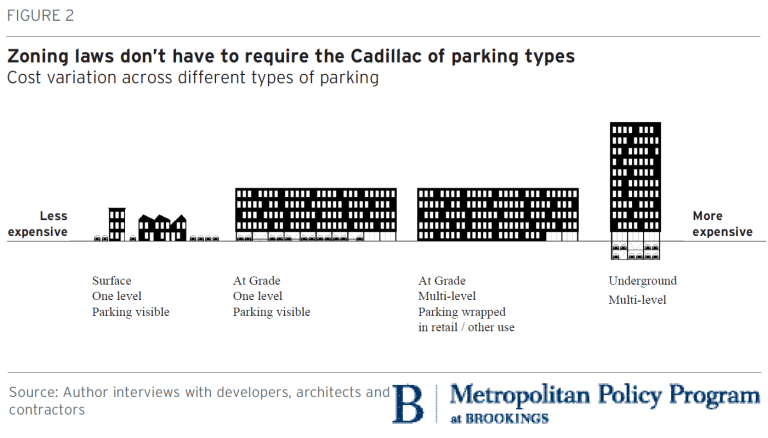 FIGURE 2
Zoning laws don't have to require the Cadillac of parking types
Cost variation across different types of parking
Less
expensive
More
expensive
Surface
One level
Parking visible
At Grade
One level
Parking visible
At Grade
Multi-level
Parking wrapped
in retail / other use
Underground
Multi-level
Source: Author interviews with developers, architects and
contractors
B
Metropolitan Policy Program
at BROOKINGS